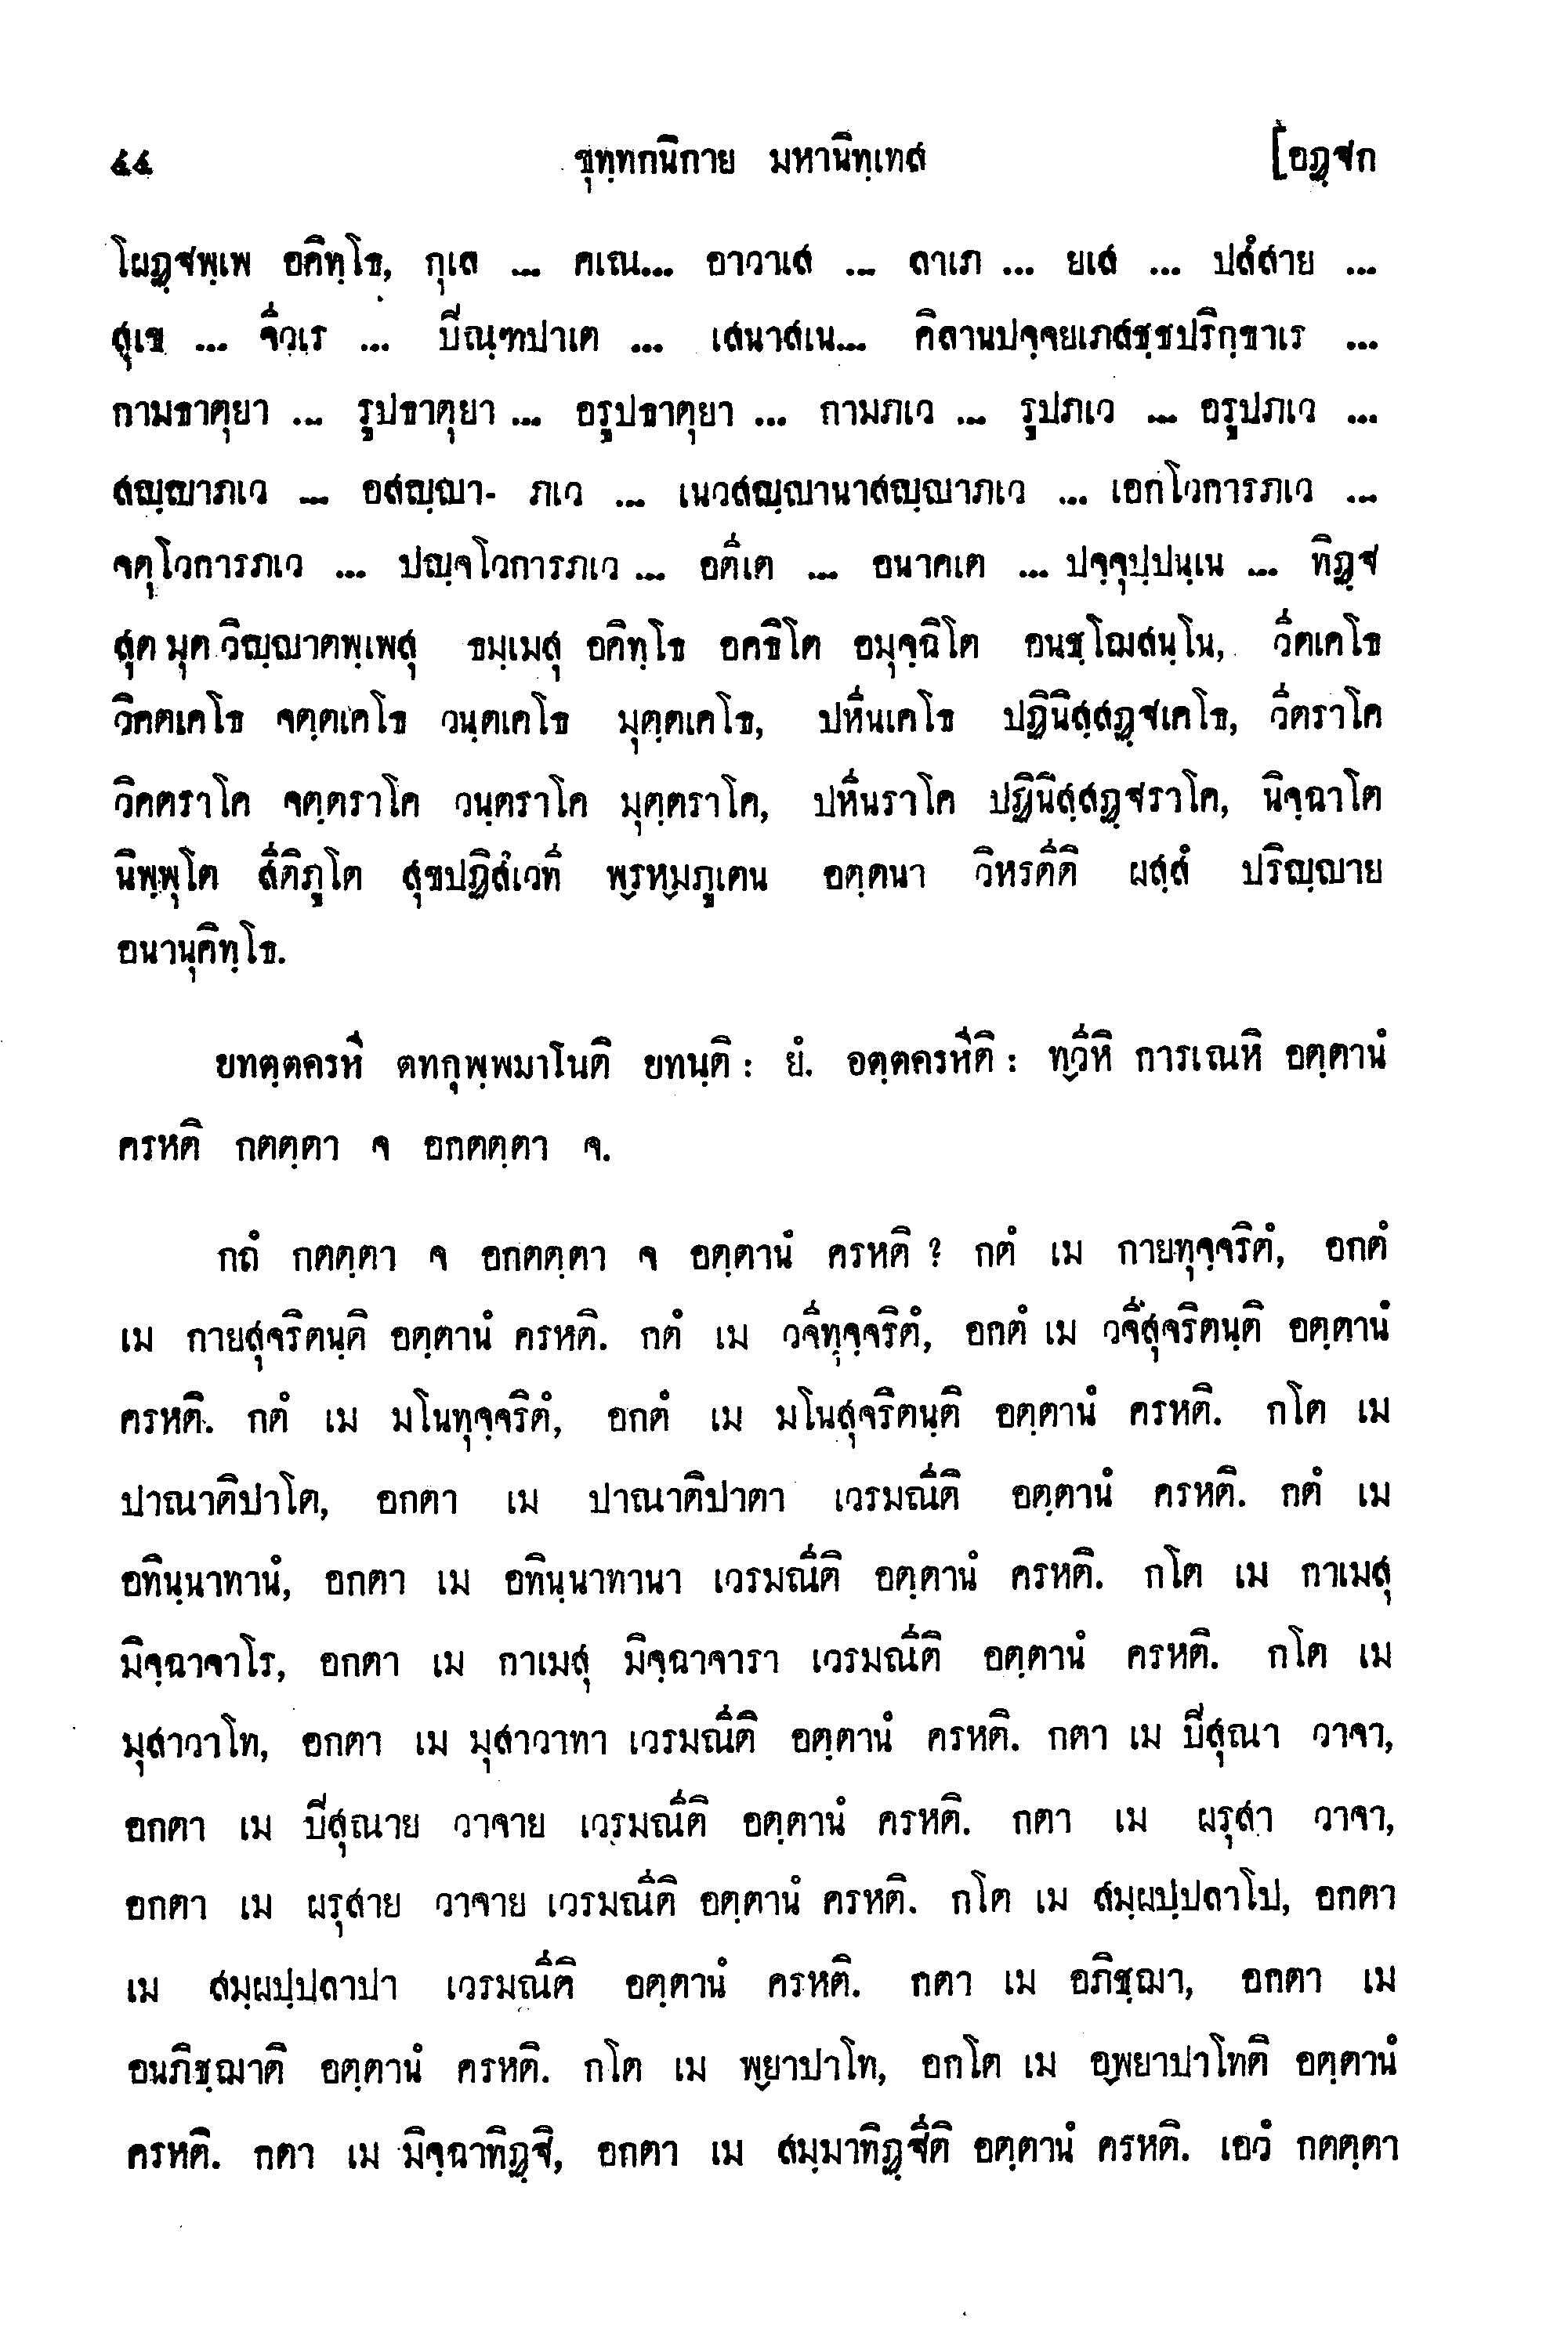 ๕๔ ขุทฺทกนิกาย มหานิทฺเทส [อฏฺฐก
โผฏฺฐพฺเพ อคิทฺโธ, กุเล ... คเณ... อาวาเส ... ลาเภ ... ยเส ... ปสํสาย ...
สุเข ... จีวเร ... ปิณฺฑปาเต ... เสนาสเน... คิลานปจฺจยเภสชฺชปริกฺขาเร ...
กามธาตุยา ... รูปธาตุยา ... อรูปธาตุยา ... กามภเว ... รูปภเว ... อรูปภเว ...
สญฺญาภเว ... อสญฺญา- ภเว ... เนวสญฺญานาสญฺญาภเว ... เอกโวการภเว ...
จตุโวการภเว ... ปญฺจโวการภเว ... อตีเต ... อนาคเต ... ปจฺจุปฺปนฺเน ... ทิฏฺฐ
สุต มุต วิญฺญาตพฺเพสุ ธมฺเมสุ อคิทฺโธ อคธิโต อมุจฺฉิโต อนชฺโฌสนฺโน, วีตเคโธ
วิคตเคโธ จตฺตเคโธ วนฺตเคโธ มุตฺตเคโธ, ปหีนเคโธ ปฏินิสฺสฏฺฐเคโธ, วีตราโค
วิคตราโค จตฺตราโค วนฺตราโค มุตฺตราโค, ปหีนราโค ปฏินิสฺสฏฺฐราโค, นิจฺฉาโต
นิพฺพุโต สีติภูโต สุขปฏิสํเวที พฺรหฺมภูเตน อตฺตนา วิหรตีติ ผสฺสํ ปริญฺญาย
อนานุคิทฺโธ.
ยทตฺตครหี ตทกุพฺพมาโนติ ยทนฺติ : ยํ. อตฺตครหีติ : ทฺวีหิ การเณหิ อตฺตานํ
ครหติ กตตฺตา จ อกตตฺตา จ.
กถํ กตตฺตา จ อกตตฺตา จ อตฺตานํ ครหติ ? กตํ เม กายทุจฺจริตํ, อกตํ
เม กายสุจริตนฺติ อตฺตานํ ครหติ. กตํ เม วจีทุจฺจริตํ, อกตํ เม วจีสุจริตนฺติ อตฺตานํ
ครหติ. กตํ เม มโนทุจฺจริตํ, อกตํ เม มโนสุจริตนฺติ อตฺตานํ ครหติ. กโต เม
ปาณาติปาโต, อกตา เม ปาณาติปาตา เวรมณีติ อตฺตานํ ครหติ. กตํ เม
อทินฺนาทานํ, อกตา เม อทินฺนาทานา เวรมณีติ อตฺตานํ ครหติ. กโต เม กาเมสุ
มิจฺฉาจาโร, อกตา เม กาเมสุ มิจฺฉาจารา เวรมณีติ อตฺตานํ ครหติ. กโต เม
มุสาวาโท, อกตา เม มุสาวาทา เวรมณีติ อตฺตานํ ครหติ. กตา เม ปิสุณา วาจา,
อกตา เม ปิสุณาย วาจาย เวรมณีติ อตฺตานํ ครหติ. กตา เม ผรุสา วาจา,
อกตา เม ผรุสาย วาจาย เวรมณีติ อตฺตานํ ครหติ. กโต เม สมฺผปฺปลาโป, อกตา
เม สมฺผปฺปลาปา เวรมณีติ อตฺตานํ ครหติ. กตา เม อภิชฺฌา, อกตา เม
อนภิชฺฌาติ อตฺตานํ ครหติ. กโต เม พฺยาปาโท, อกโต เม อพฺยาปาโทติ อตฺตานํ
ครหติ. กตา เม มิจฺฉาทิฏฺฐิ, อกตา เม สมฺมาทิฏฺฐีติ อตฺตานํ ครหติ. เอวํ กตตฺตา